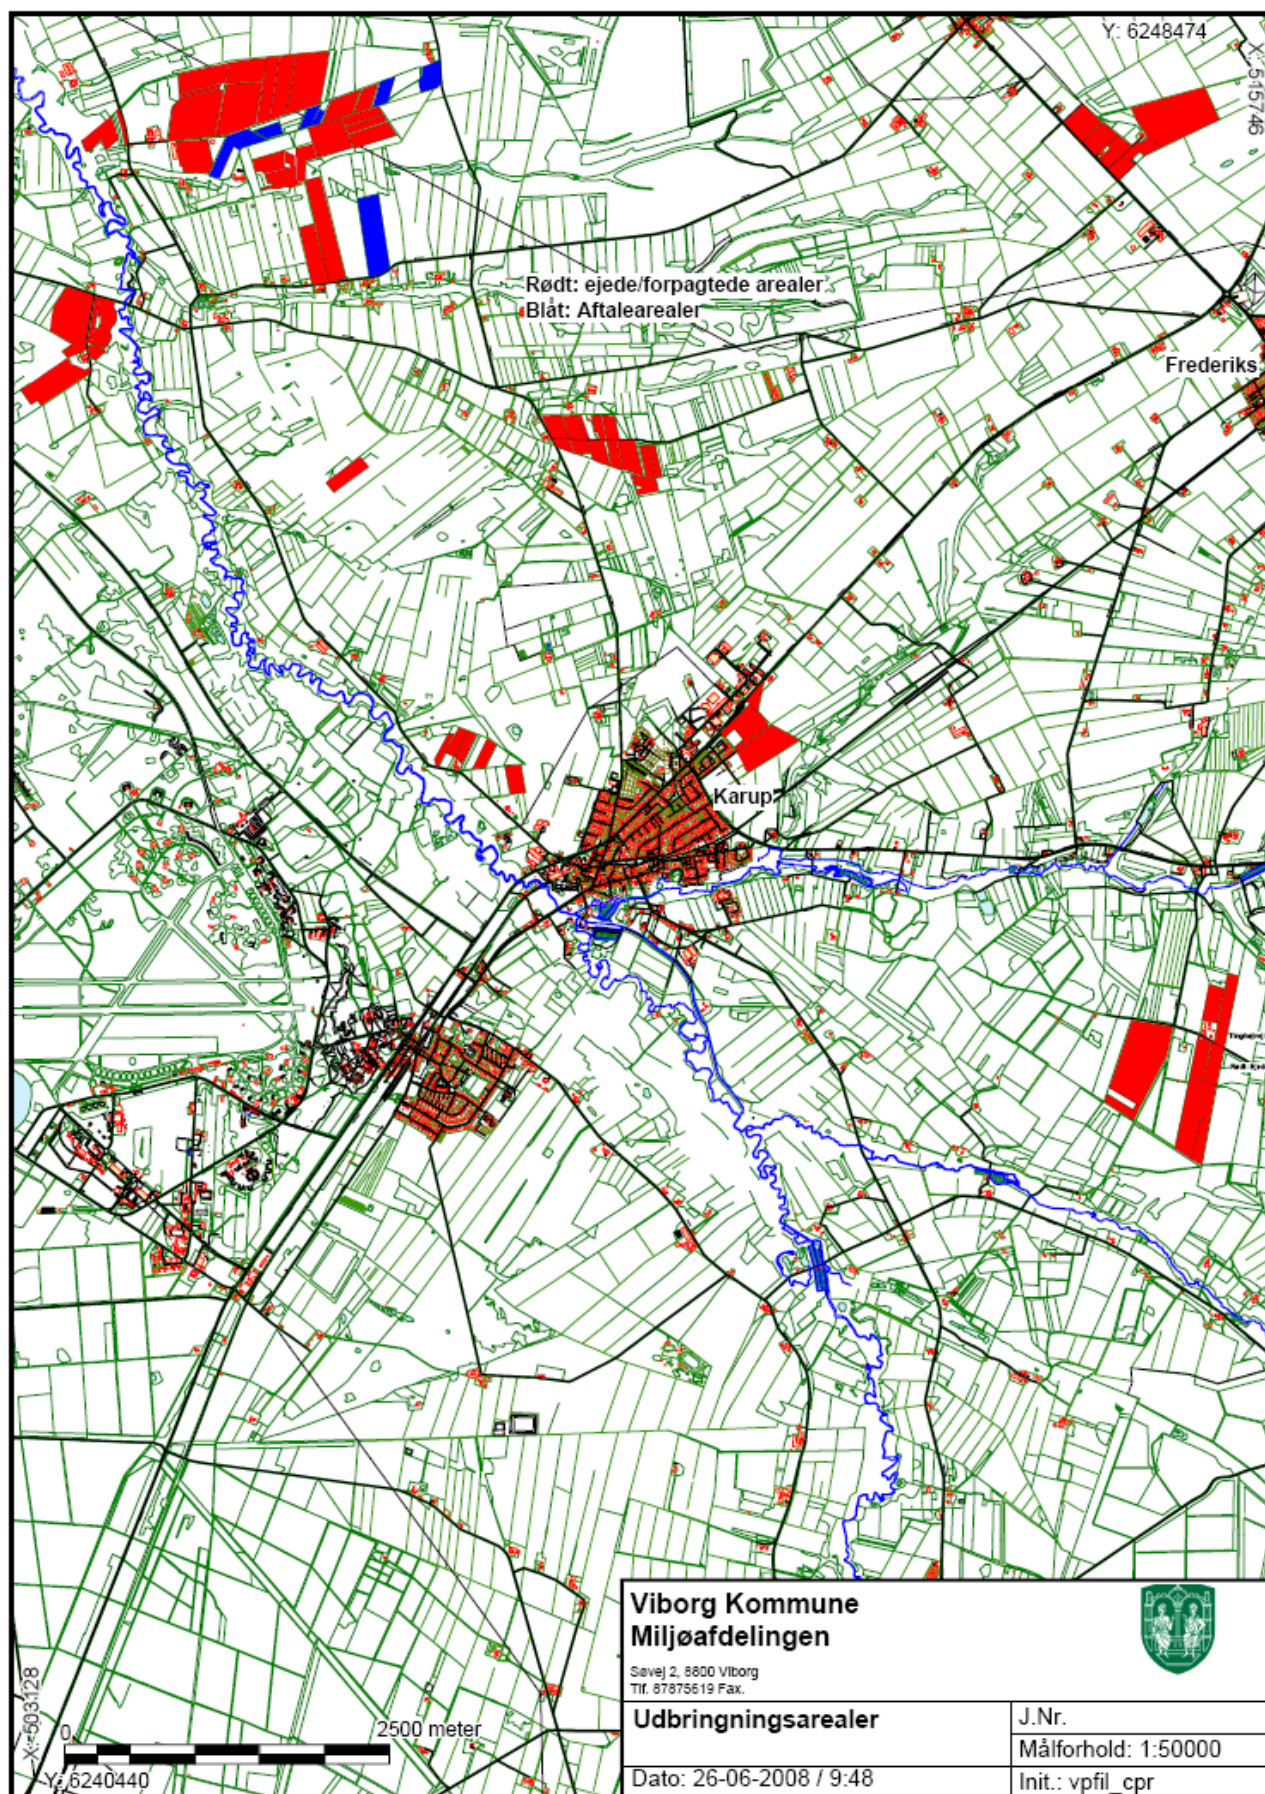 Y: 6248474
X: 515746
Rødt: ejede/forpagtede arealer
Blåt: Aftalearealer
Frederiks
Karup
Viborg Kommune
Miljøafdelingen
Søvej 2, 8800 Viborg
Tlf. 87875619 Fax.
Udbringningsarealer
J.Nr.
Målforhold: 1:50000
Dato: 26-06-2008 / 9:48
Init.: vpfil_cpr
X: 503128
0
2500 meter
Y: 6240440